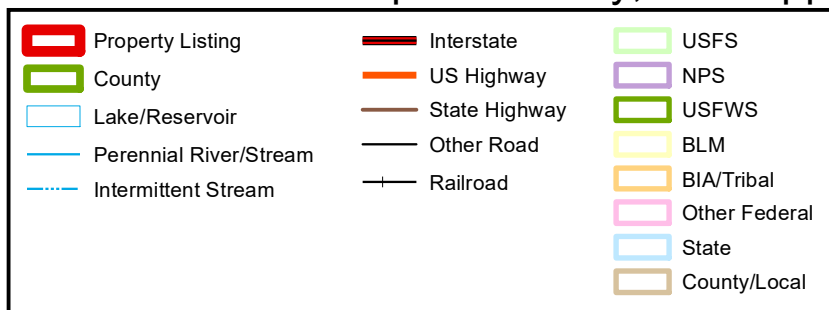 Property Listing
County
Lake/Reservoir
Perennial River/Stream
Intermittent Stream
Interstate
US Highway
State Highway
Other Road
Railroad
USFS
NPS
USFWS
BLM
BIA/Tribal
Other Federal
State
County/Local